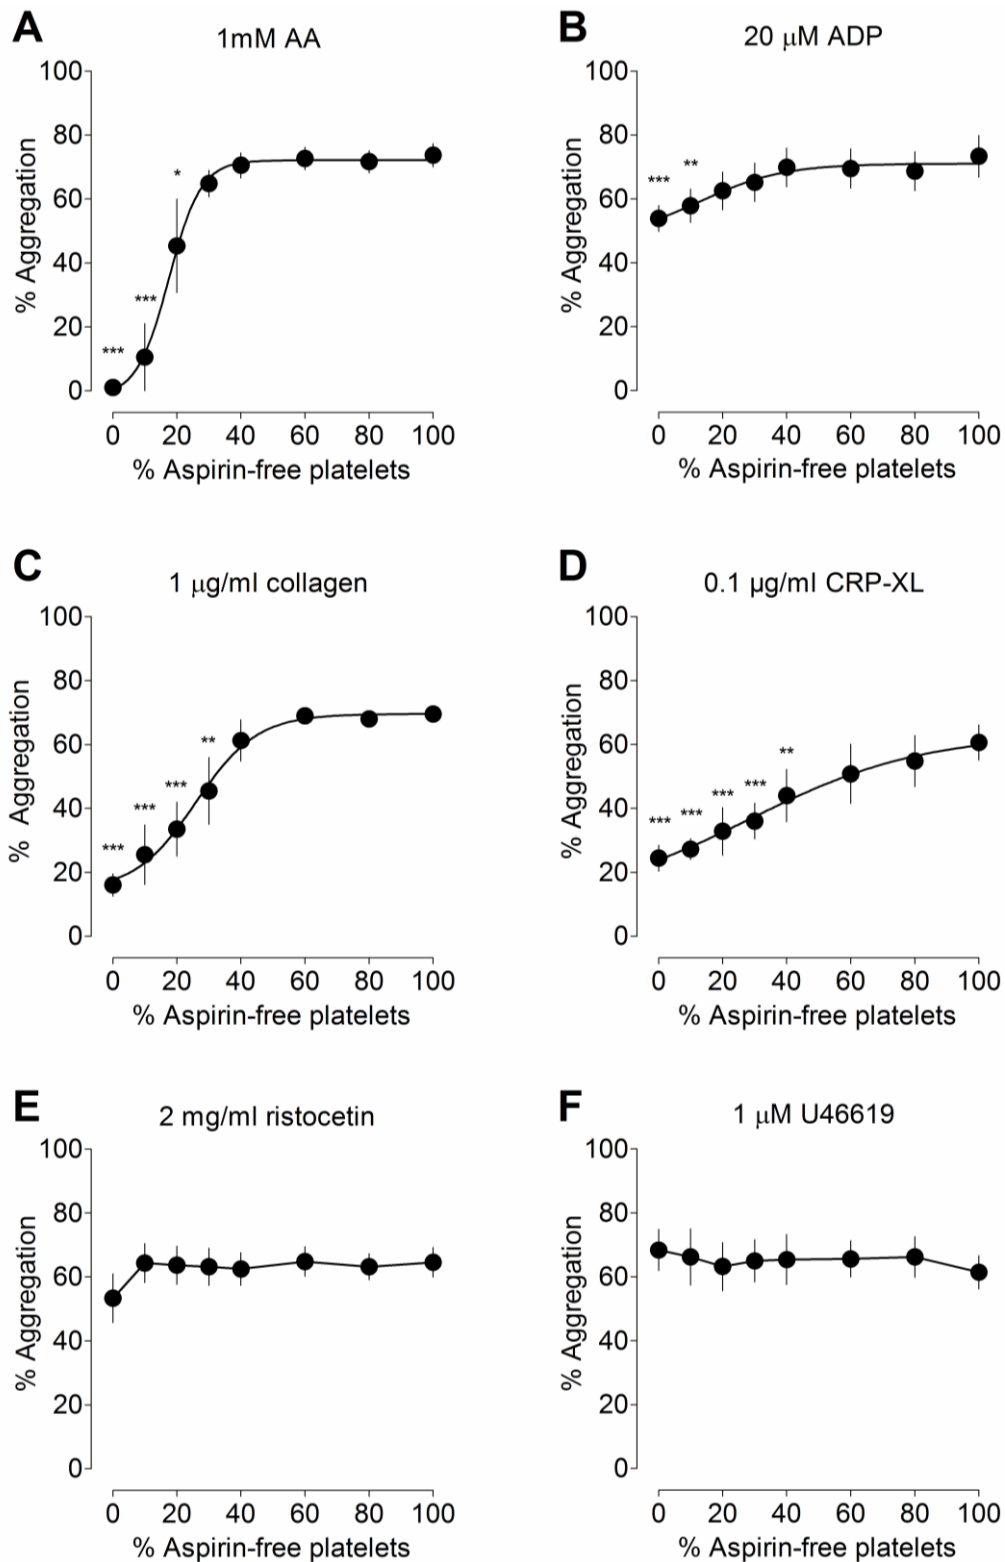 A
1mM AA
100
80
60
40
20
0
% Aggregation
***
***
*
0 20 40 60 80 100
% Aspirin-free platelets
B
20 μM ADP
100
80
60
40
20
0
% Aggregation
***
**
0 20 40 60 80 100
% Aspirin-free platelets
C
1 μg/ml collagen
100
80
60
40
20
0
% Aggregation
***
***
***
**
0 20 40 60 80 100
% Aspirin-free platelets
D
0.1 μg/ml CRP-XL
100
80
60
40
20
0
% Aggregation
***
***
***
***
**
0 20 40 60 80 100
% Aspirin-free platelets
E
2 mg/ml ristocetin
100
80
60
40
20
0
% Aggregation
0 20 40 60 80 100
% Aspirin-free platelets
F
1 μM U46619
100
80
60
40
20
0
% Aggregation
0 20 40 60 80 100
% Aspirin-free platelets